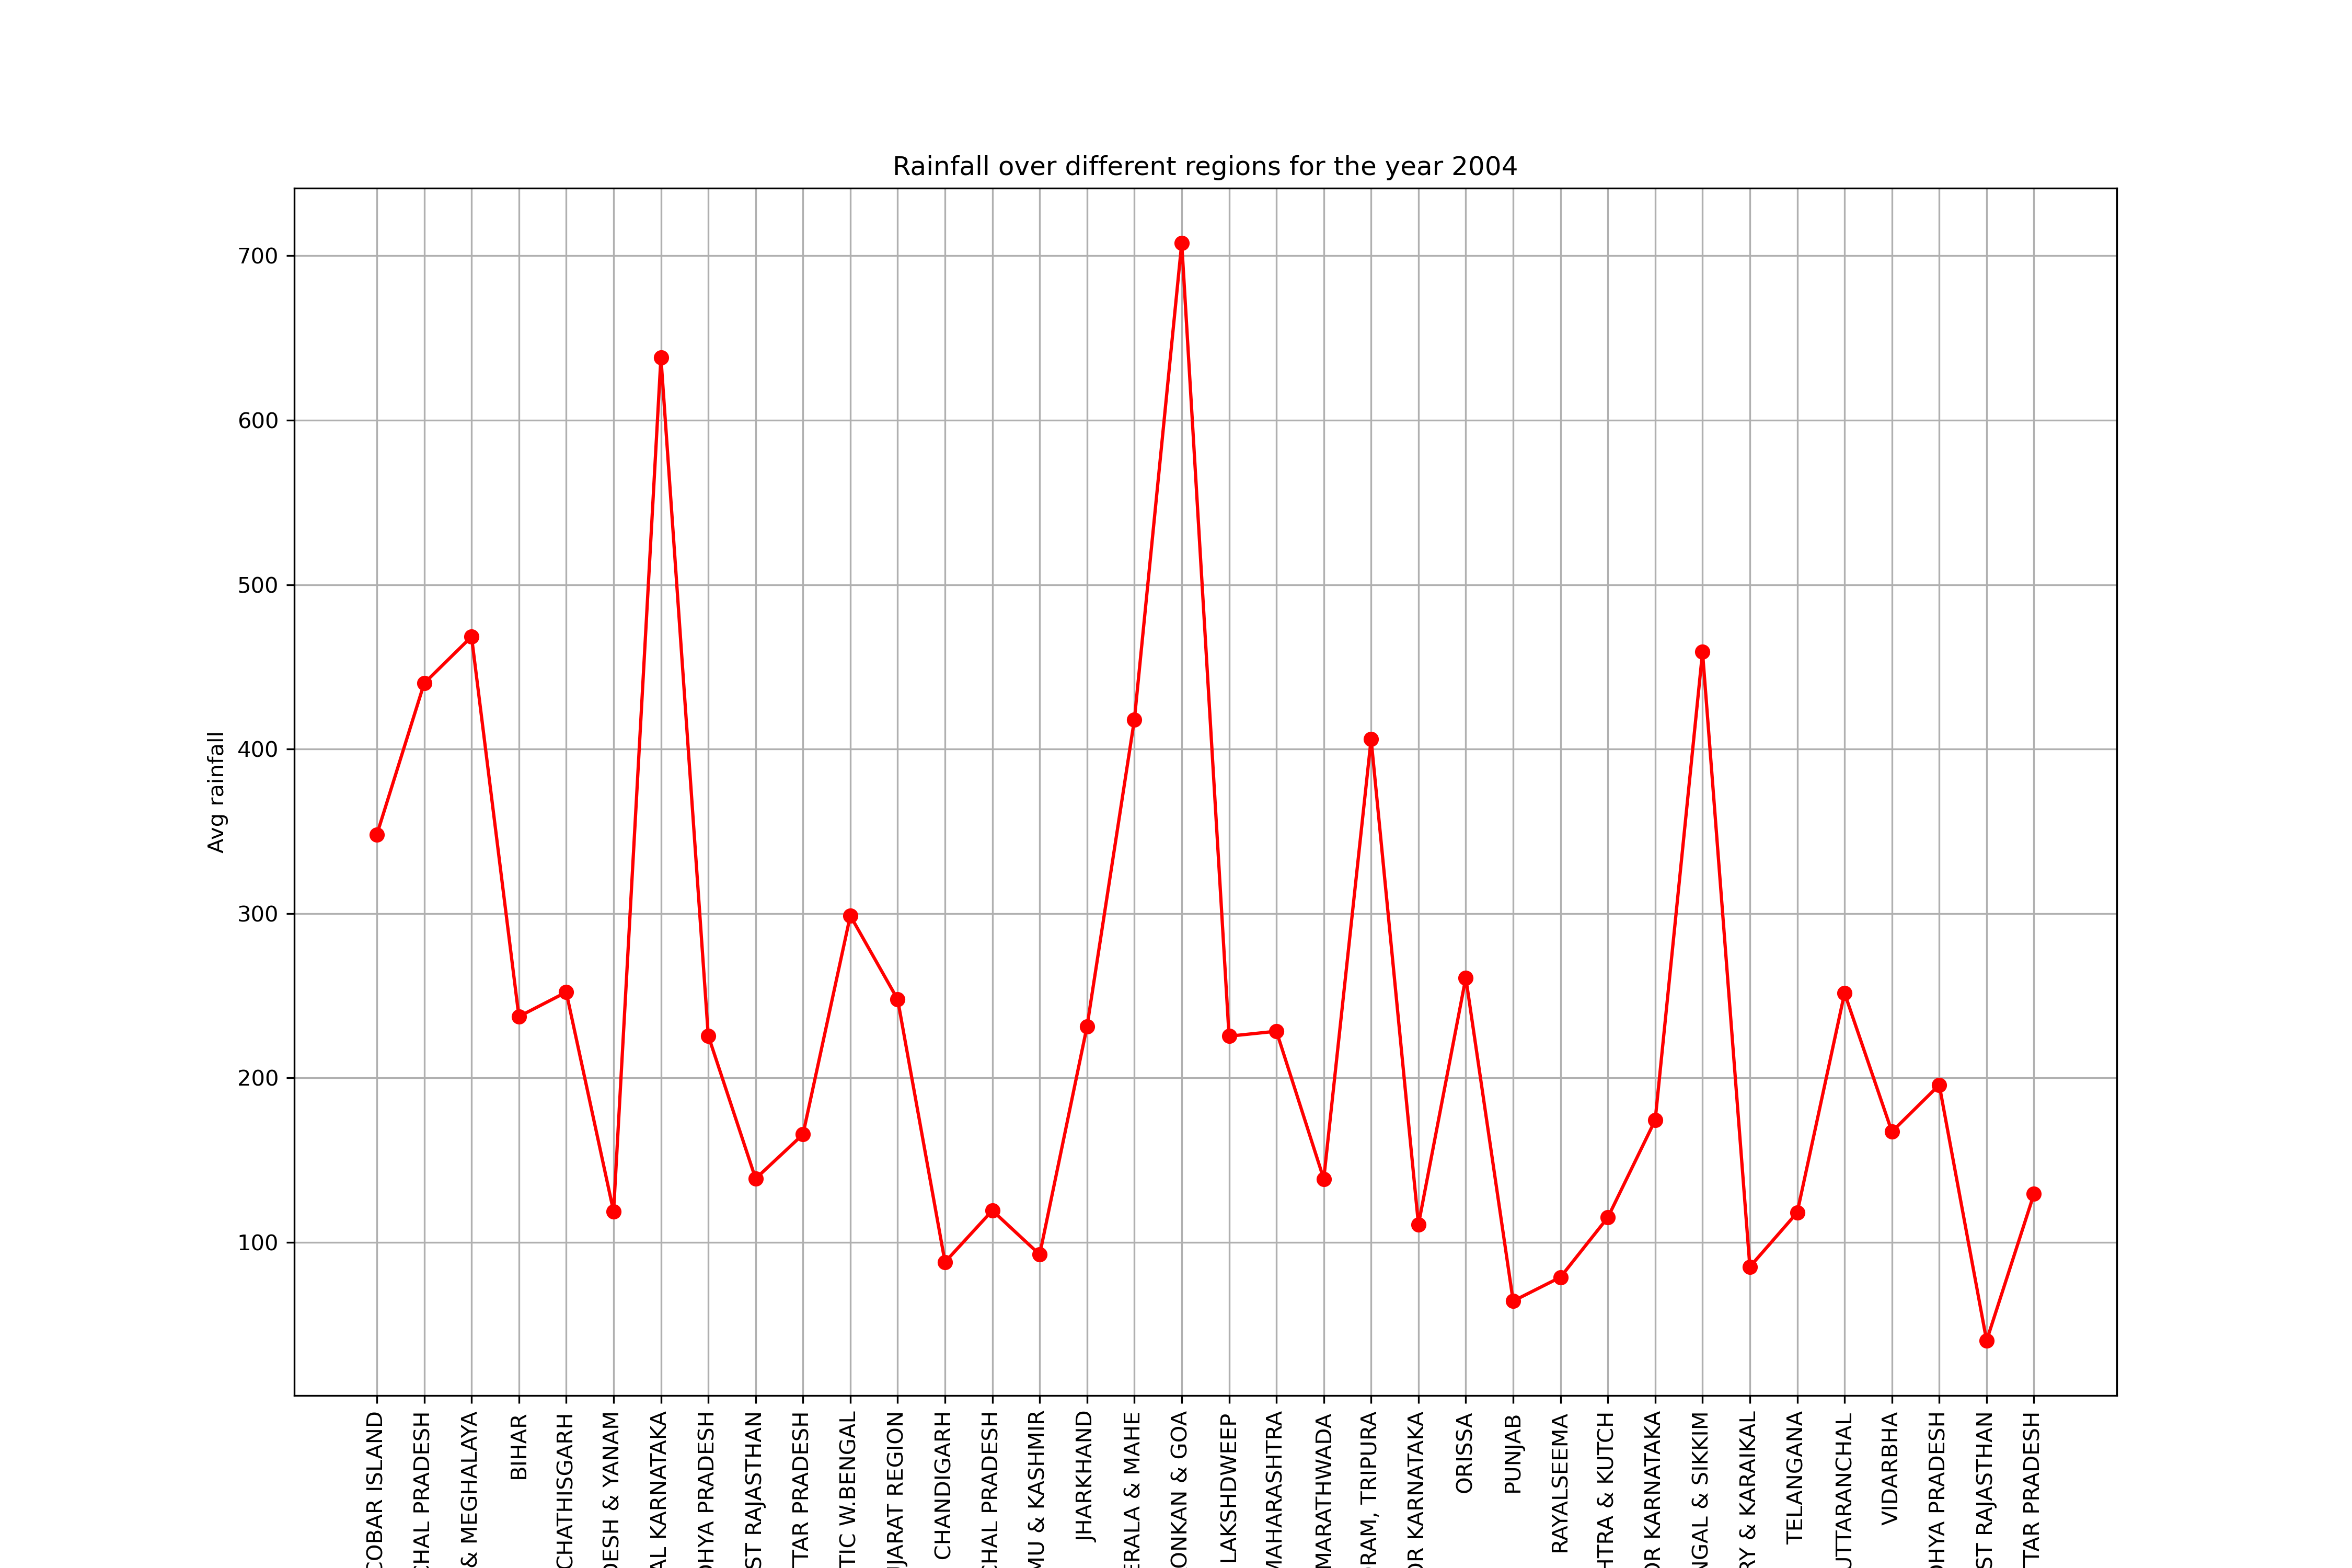 Rainfall over different regions for the year 2004
Avg rainfall
700
600
500
400
300
200
100
COBAR ISLAND
CHAL PRADESH
& MEGHALAYA
BIHAR
CHATHISGARH
DESH & YANAM
AL KARNATAKA
DHYA PRADESH
ST RAJASTHAN
TTAR PRADESH
TIC W.BENGAL
JARAT REGION
CHANDIGARH
CHAL PRADESH
MU & KASHMIR
JHARKHAND
ERALA & MAHE
ONKAN & GOA
LAKSHDWEEP
MAHARASHTRA
MARATHWADA
RAM, TRIPURA
OR KARNATAKA
ORISSA
PUNJAB
RAYALSEEMA
HTRA & KUTCH
OR KARNATAKA
NGAL & SIKKIM
RY & KARAIKAL
TELANGANA
UTTARANCHAL
VIDARBHA
DHYA PRADESH
ST RAJASTHAN
TTAR PRADESH